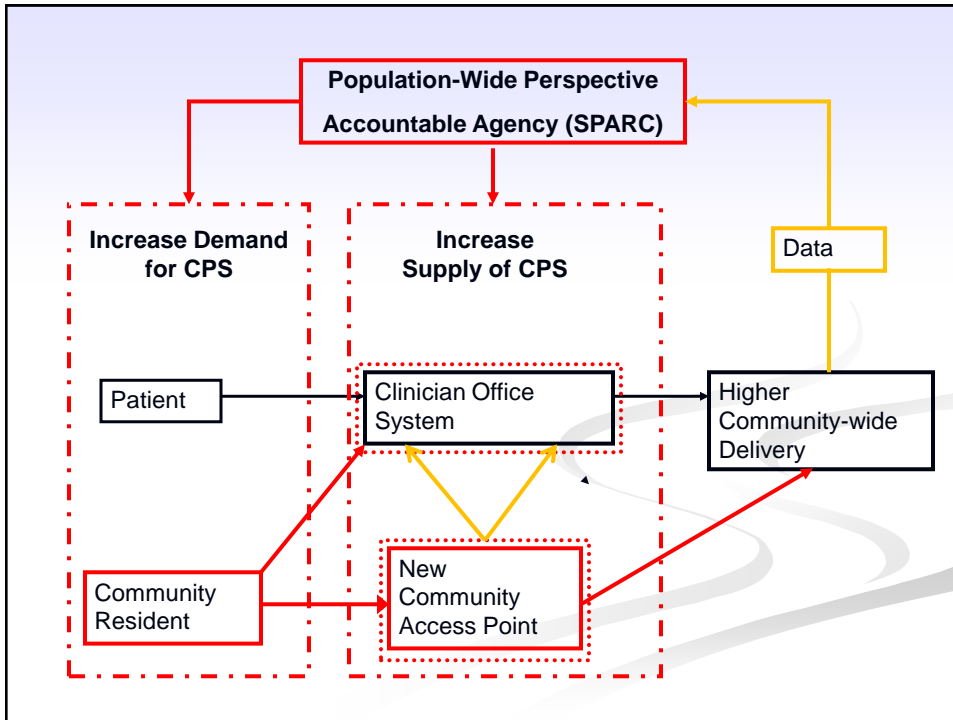 Population-Wide Perspective
Accountable Agency (SPARC)
Increase Demand
for CPS
Increase
Supply of CPS
Data
Patient
Clinician Office
System
Higher
Community-wide
Delivery
Community
Resident
New
Community
Access Point